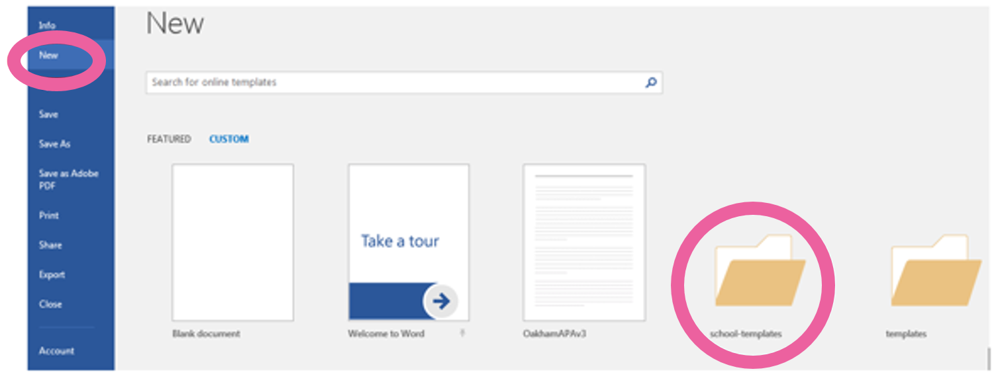 Info
New
Save
Save As
Save as Adobe
PDF
Print
Share
Export
Close
Account
New
Search for online templates
FEATURED CUSTOM
Take a tour
Blank document
Welcome to Word
OakhamAPAv3
school-templates
templates